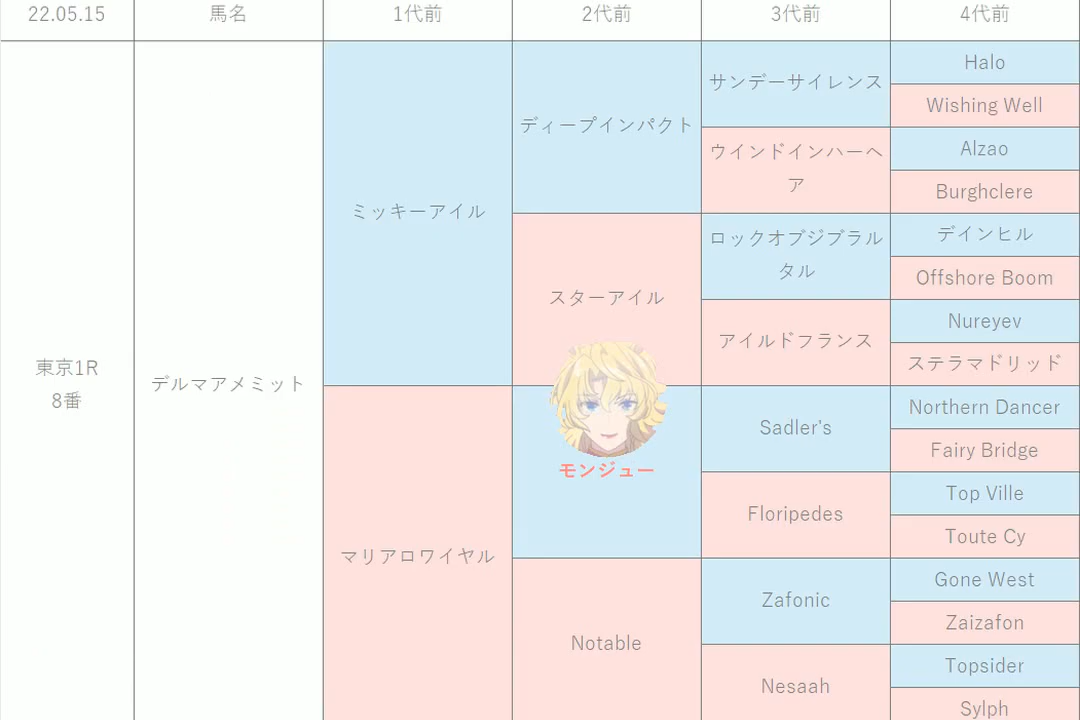 22.05.15
馬名
1代前
2代前
3代前
4代前
東京1R
8番
デルマアメミット
ミッキーアイル
ディープインパクト
サンデーサイレンス
Halo
Wishing Well
ウインドインハーヘ
ア
Alzao
Burghclere
スターアイル
ロックオブジブラル
タル
デインヒル
Offshore Boom
アイルドフランス
Nureyev
ステラマドリッド
マリアロワイヤル
モンジュー
Sadler's
Northern Dancer
Fairy Bridge
Floripedes
Top Ville
Toute Cy
Notable
Zafonic
Gone West
Zaizafon
Nesaah
Topsider
Sylph